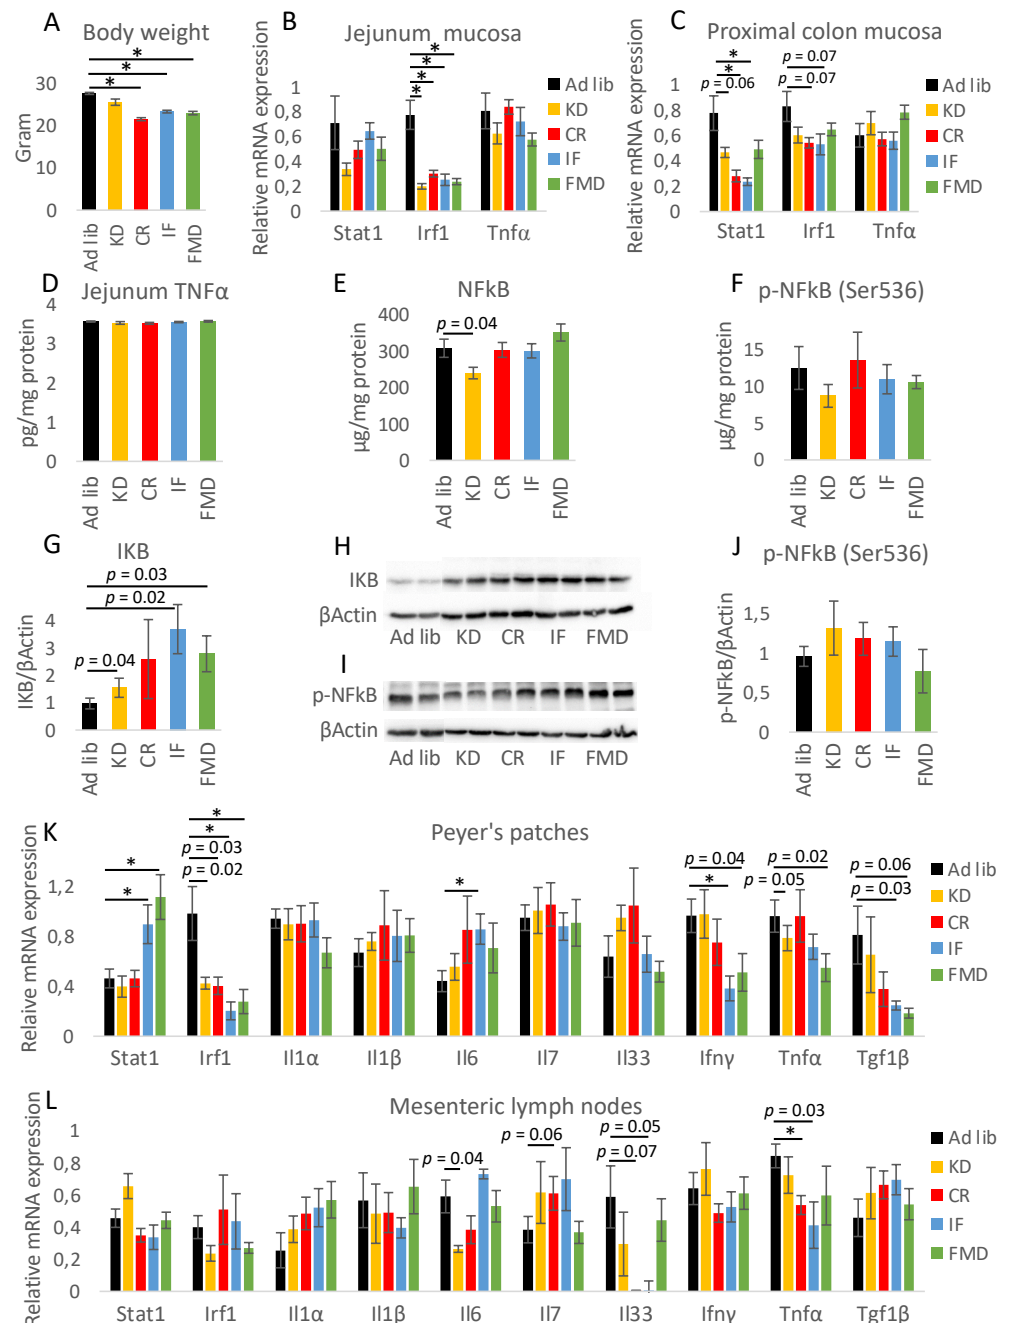 A
Body weight
*
*
*
30
20
10
0
Gram
Ad lib
KD
CR
IF
FMD
B
Jejunum mucosa
*
*
*
*
1
0,8
0,6
0,4
0,2
0
Relative mRNA expression
Stat1
Irf1
Tnfα
Ad lib
KD
CR
IF
FMD
C
Proximal colon mucosa
*
*
p = 0.06
p = 0.07
p = 0.07
1
0,8
0,6
0,4
0,2
0
Relative mRNA expression
Stat1
Irf1
Tnfα
Ad lib
KD
CR
IF
FMD
D
Jejunum TNFα
4
3
2
1
0
pg/mg protein
Ad lib
KD
CR
IF
FMD
E
NFkB
p = 0.04
400
300
200
100
0
µg/mg protein
Ad lib
KD
CR
IF
FMD
F
p-NFkB (Ser536)
15
10
5
0
µg/mg protein
Ad lib
KD
CR
IF
FMD
G
IKB
p = 0.03
p = 0.02
p = 0.04
4
3
2
1
0
IKB/βActin
Ad lib
KD
CR
IF
FMD
H
IKB
βActin
Ad lib KD CR IF FMD
I
p-NFkB
βActin
Ad lib KD CR IF FMD
J
p-NFkB (Ser536)
1,5
1
0,5
0
p-NFkB/βActin
Ad lib
KD
CR
IF
FMD
K
Peyer's patches
*
*
*
*
p = 0.03
p = 0.02
*
p = 0.04
*
p = 0.02
p = 0.05
p = 0.06
p = 0.03
1,2
0,8
0,4
0
Relaive mRNA expression
Stat1 Irf1 Il1α Il1β Il6 Il7 Il33 Ifnγ Tnfα Tgf1β
Ad lib
KD
CR
IF
FMD
L
Mesenteric lymph nodes
p = 0.04
p = 0.06
p = 0.05
p = 0.07
p = 0.03
*
1
0,8
0,6
0,4
0,2
0
Relative mRNA expression
Stat1 Irf1 Il1α Il1β Il6 Il7 Il33 Ifnγ Tnfα Tgf1β
Ad lib
KD
CR
IF
FMD